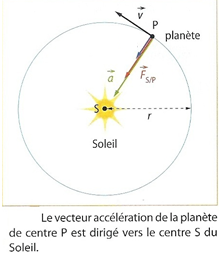 v
P
planète
a
F S/P
S
r
Soleil
Le vecteur accélération de la planète
de centre P est dirigé vers le centre S du
Soleil.